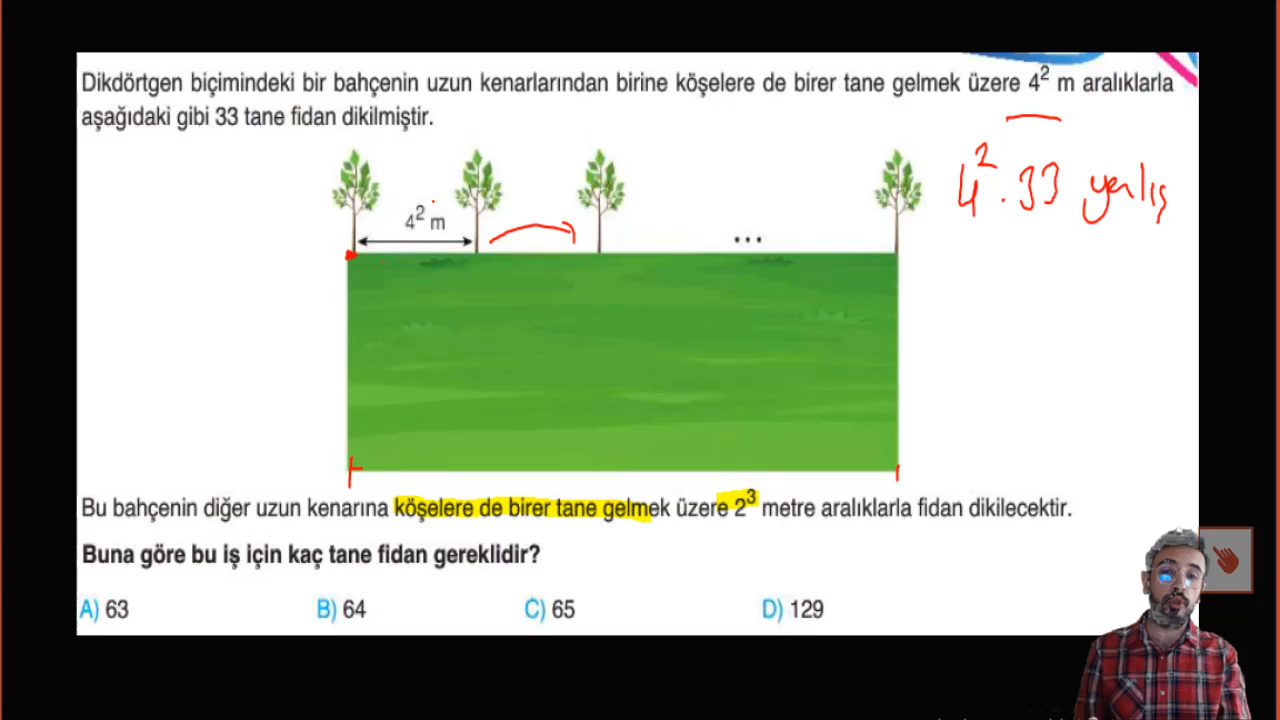 Dikdörtgen biçimindeki bir bahçenin uzun kenarlarından birine köşelere de birer tane gelmek üzere 4² m aralıklarla
aşağıdaki gibi 33 tane fidan dikilmiştir.
4² . 33 yanlış
4² m
...
Bu bahçenin diğer uzun kenarına köşelere de birer tane gelmek üzere 2³ metre aralıklarla fidan dikilecektir.
Buna göre bu iş için kaç tane fidan gereklidir?
A) 63 B) 64 C) 65 D) 129